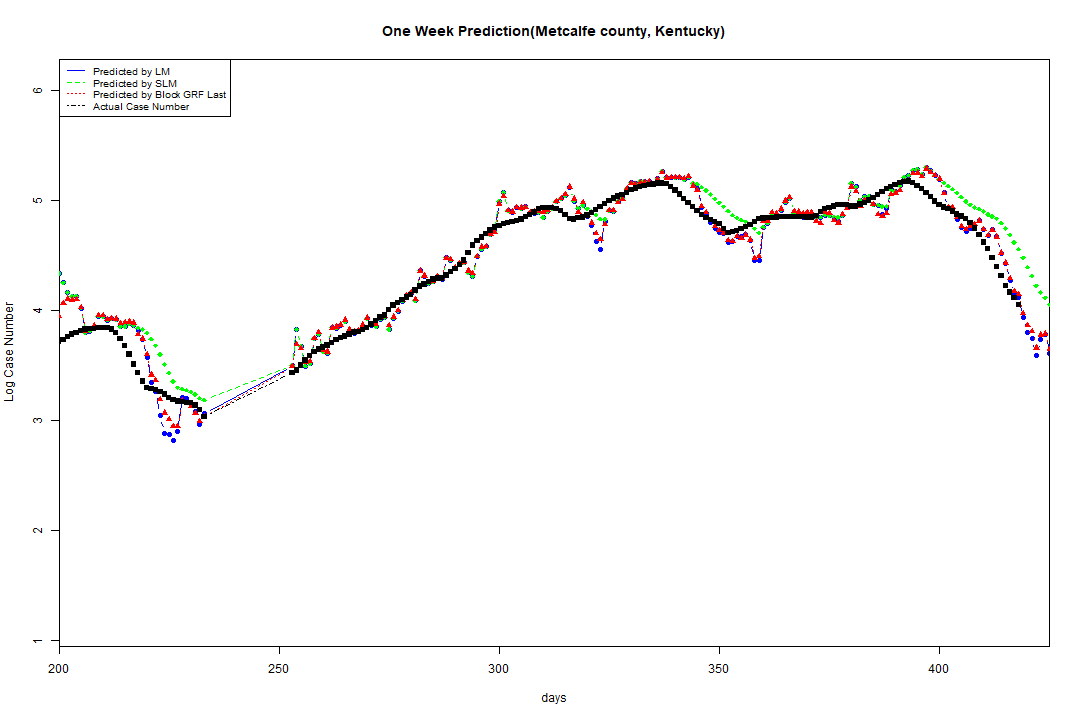 One Week Prediction(Metcalfe county, Kentucky)
Predicted by LM
Predicted by SLM
Predicted by Block GRF Last
Actual Case Number
6
5
4
3
2
1
Log Case Number
200 250 300 350 400
days